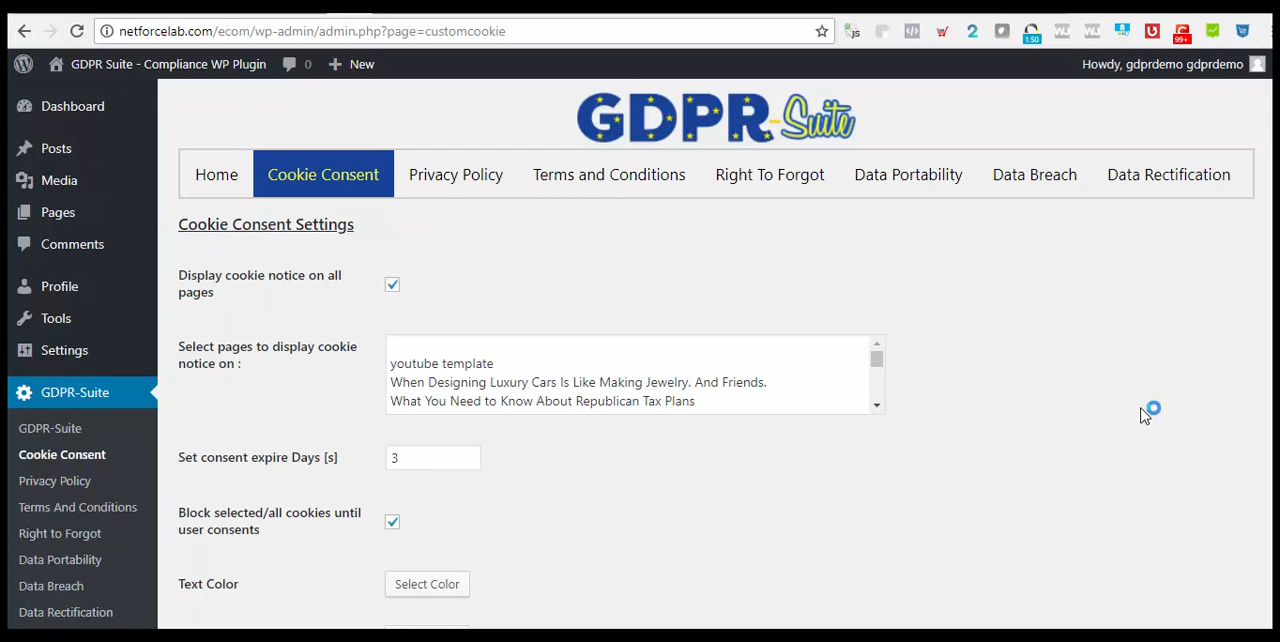 netforcelab.com/ecom/wp-admin/admin.php?page=customcookie
js
2
1.50
99+
GDPR Suite - Compliance WP Plugin
0
New
Howdy, gdprdemo gdprdemo
Dashboard
Posts
Media
Pages
Comments
Profile
Tools
Settings
GDPR-Suite
GDPR-Suite
Cookie Consent
Privacy Policy
Terms And Conditions
Right to Forgot
Data Portability
Data Breach
Data Rectification
GDPR-Suite
Home
Cookie Consent
Privacy Policy
Terms and Conditions
Right To Forgot
Data Portability
Data Breach
Data Rectification
Cookie Consent Settings
Display cookie notice on all
pages
Select pages to display cookie
notice on :
youtube template
When Designing Luxury Cars Is Like Making Jewelry. And Friends.
What You Need to Know About Republican Tax Plans
Set consent expire Days [s]
3
Block selected/all cookies until
user consents
Text Color
Select Color